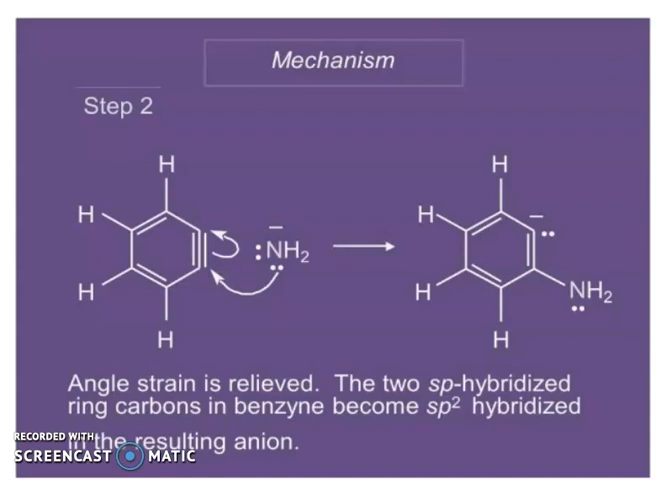 Mechanism
Step 2
H H
H H
:NH2
H H
NH2
H H
Angle strain is relieved. The two sp-hybridized
ring carbons in benzyne become sp2 hybridized
in the resulting anion.
RECORDED WITH
SCREENCAST MATIC